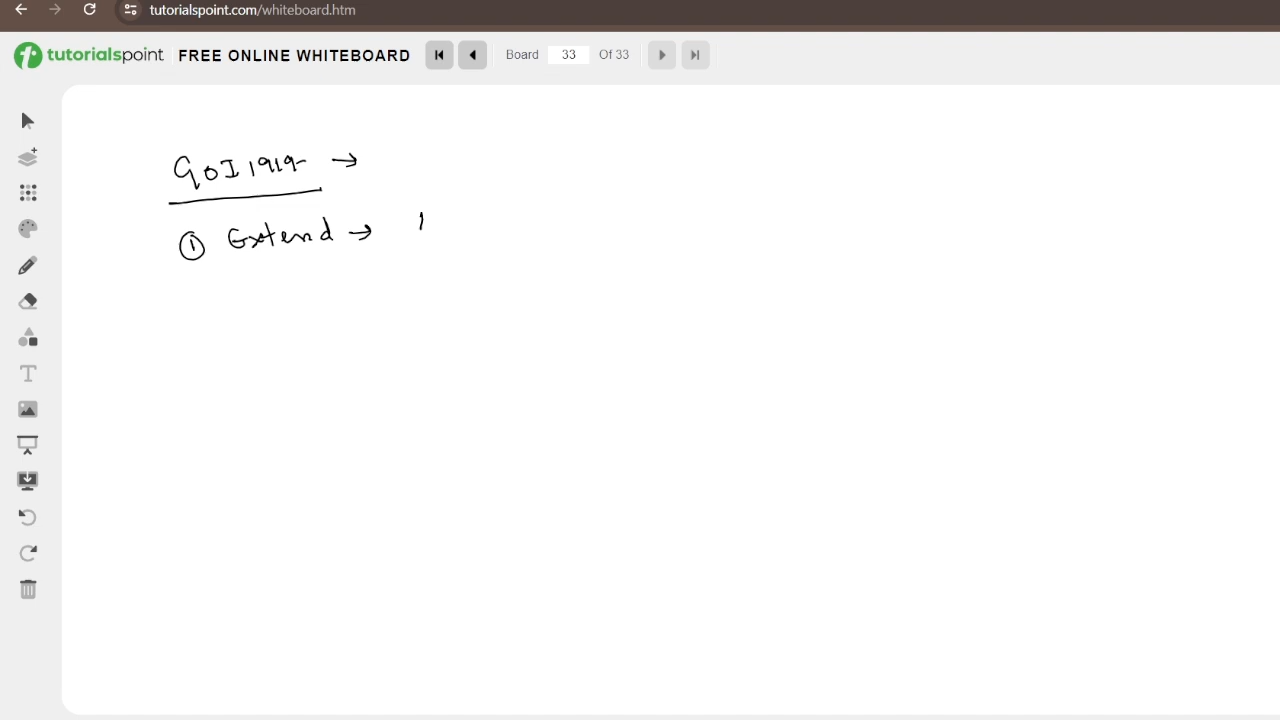 tutorialspoint.com/whiteboard.htm
tutorialspoint FREE ONLINE WHITEBOARD Board 33 Of 33
GOI 1919 →
① Extend →